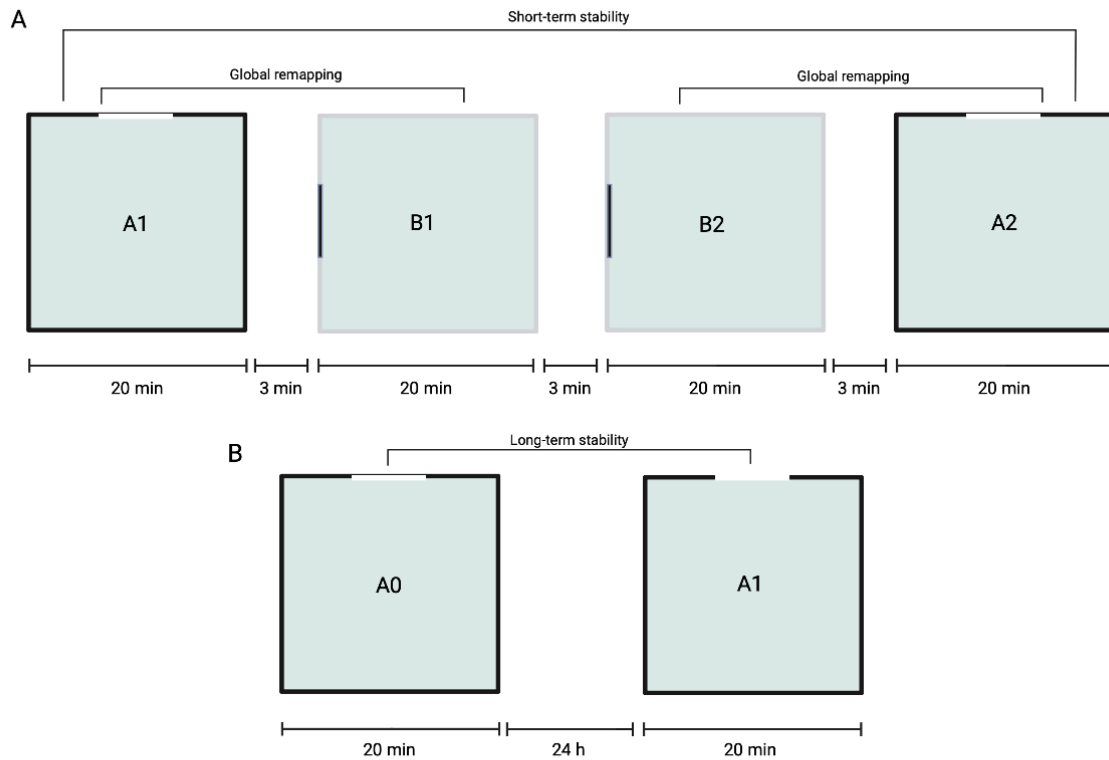 A
Short-term stability
Global remapping
Global remapping
A1
B1
B2
A2
20 min
3 min
20 min
3 min
20 min
3 min
20 min
B
Long-term stability
A0
A1
20 min
24 h
20 min